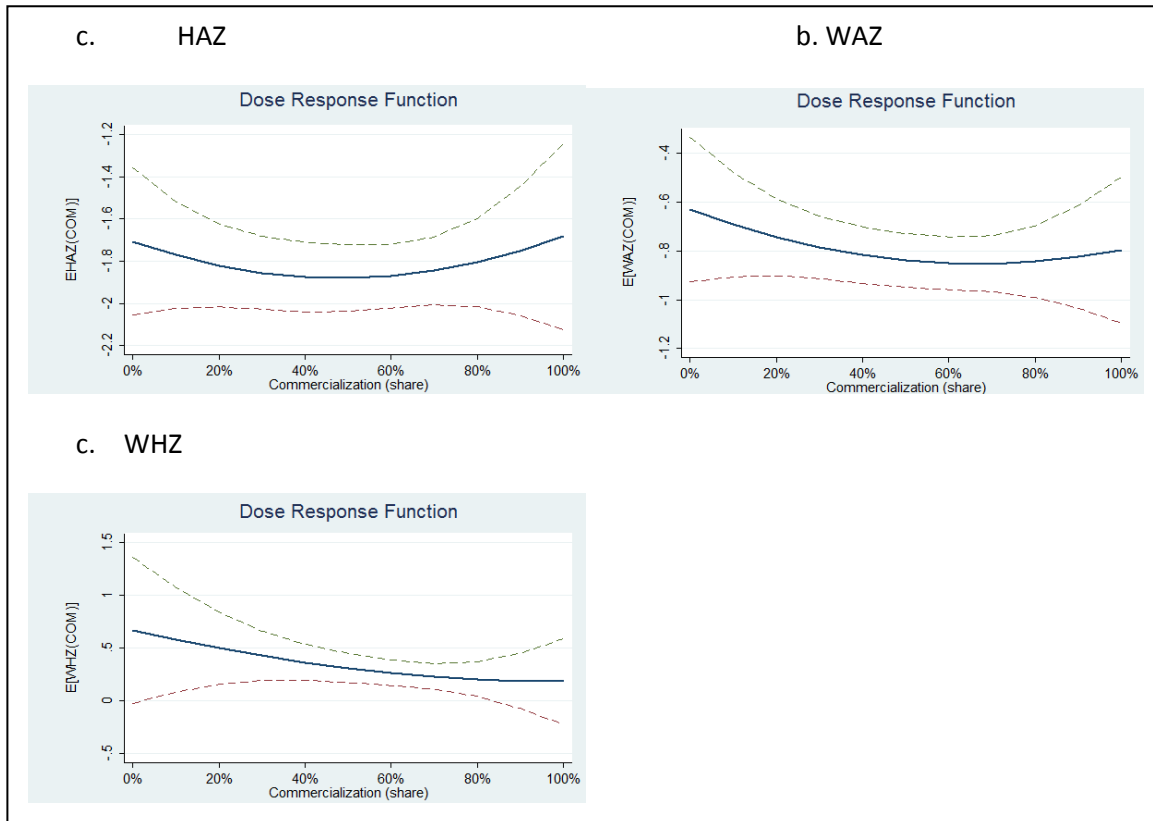 c. HAZ
Dose Response Function
EHAZ(COM)]
-1.2
-1.4
-1.6
-1.8
-2
-2.2
0% 20% 40% 60% 80% 100%
Commercialization (share)
b. WAZ
Dose Response Function
E[WAZ(COM)]
-.4
-.6
-.8
-1
-1.2
0% 20% 40% 60% 80% 100%
Commercialization (share)
c. WHZ
Dose Response Function
E[WHZ(COM)]
1.5
1
.5
0
-.5
0% 20% 40% 60% 80% 100%
Commercialization (share)